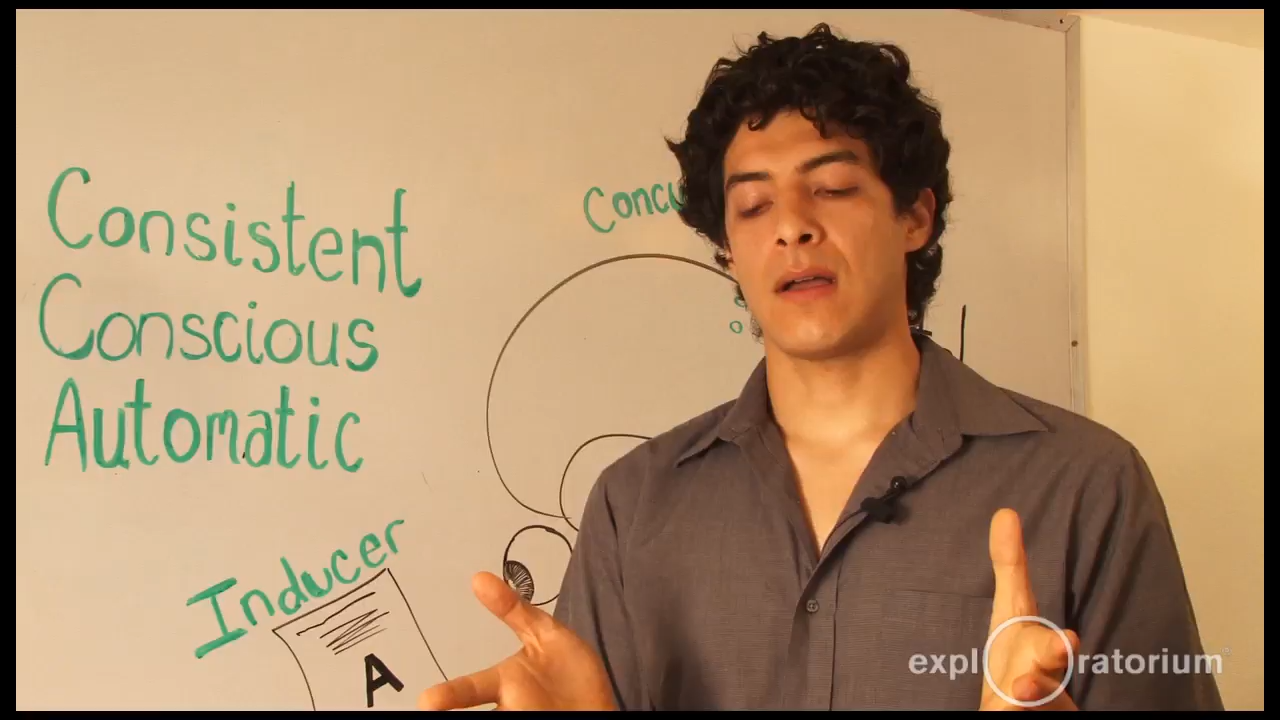 Consistent
Conscious
Automatic
Inducer
A
exploratorium®